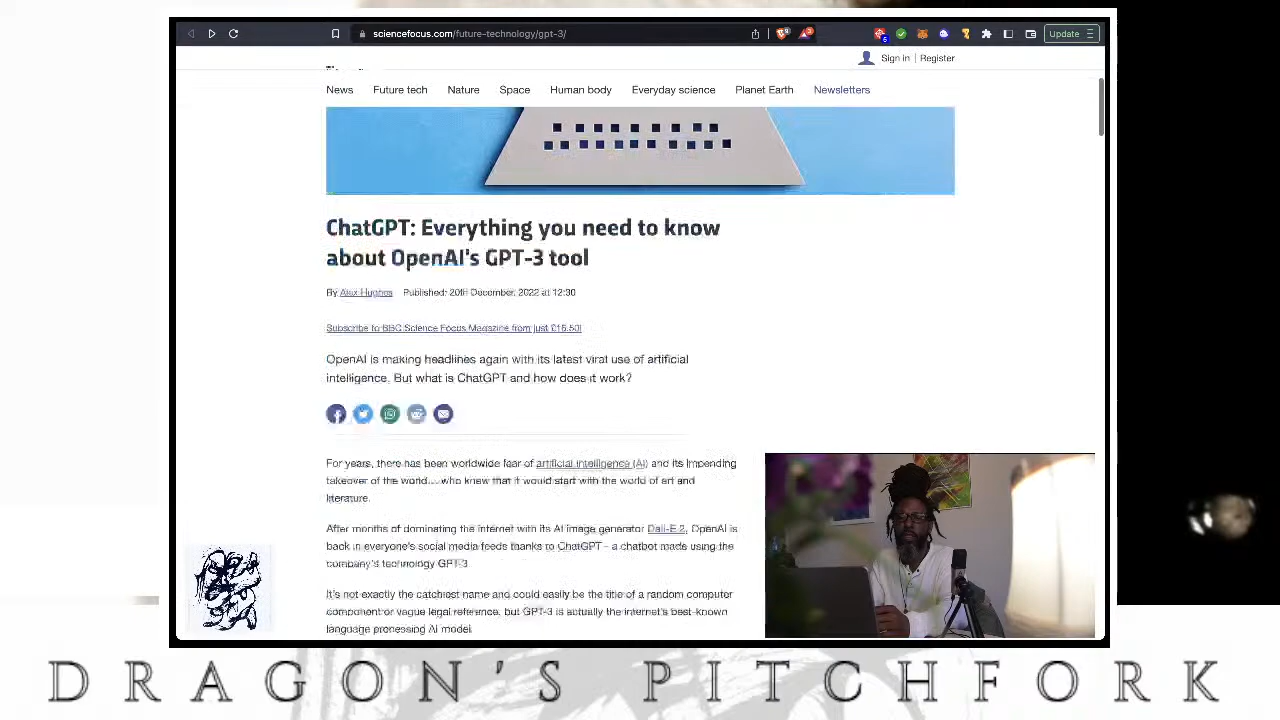 sciencefocus.com/future-technology/gpt-3/
Update
Sign in | Register
News Future tech Nature Space Human body Everyday science Planet Earth Newsletters
ChatGPT: Everything you need to know
about OpenAI's GPT-3 tool
By Alex Hughes Published: 20th December, 2022 at 12:30
Subscribe to BBC Science Focus Magazine from just £16.50!
OpenAI is making headlines again with its latest viral use of artificial
intelligence. But what is ChatGPT and how does it work?
For years, there has been worldwide fear of artificial intelligence (AI) and its impending
takeover of the world... who knew that it would start with the world of art and
literature.
After months of dominating the internet with its AI image generator Dall-E 2, OpenAI is
back in everyone's social media feeds thanks to ChatGPT - a chatbot made using the
company's technology GPT-3
It's not exactly the catchiest name and could easily be the title of a random computer
component or vague legal reference, but GPT-3 is actually the internet's best-known
language processing AI model.
DRAGON'S PITCHFORK